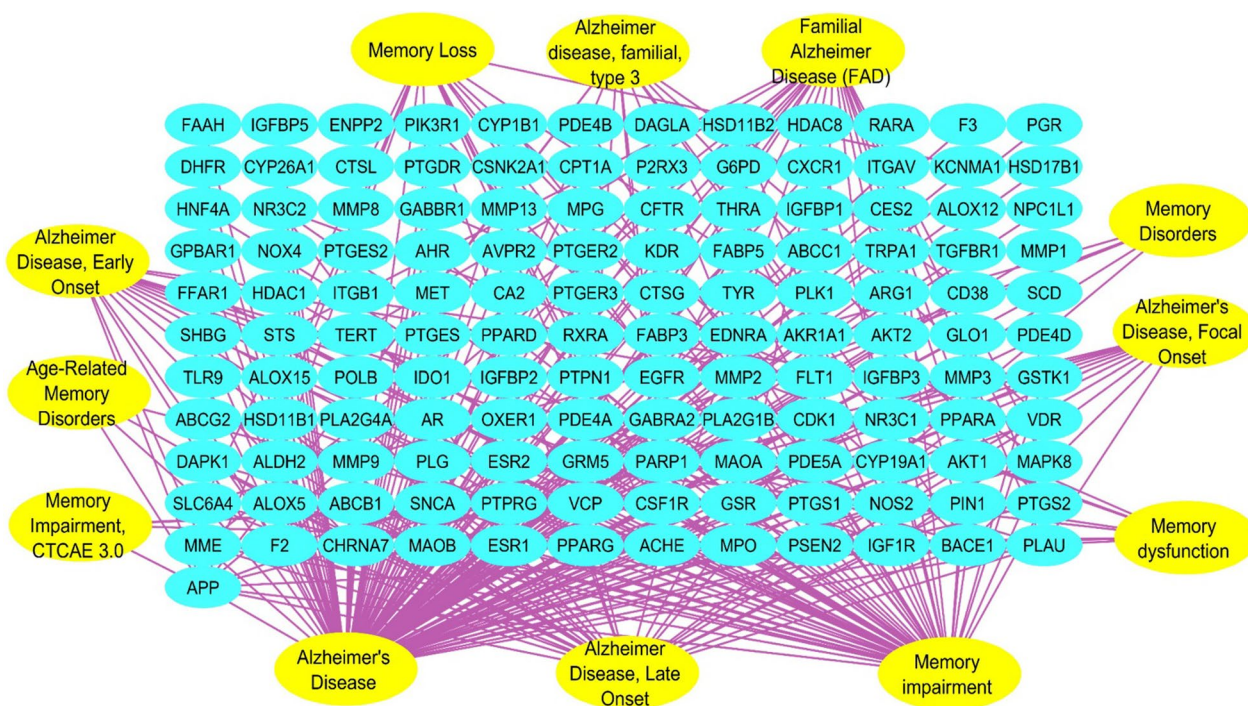 Memory Loss
Alzheimer
disease, familial,
type 3
Familial
Alzheimer
Disease (FAD)
FAAH IGFBP5 ENPP2 PIK3R1 CYP1B1 PDE4B DAGLA HSD11B2 HDAC8 RARA F3 PGR
DHFR CYP26A1 CTSL PTGDR CSNK2A1 CPT1A P2RX3 G6PD CXCR1 ITGAV KCNMA1 HSD17B1
HNF4A NR3C2 MMP8 GABBR1 MMP13 MPG CFTR THRA IGFBP1 CES2 ALOX12 NPC1L1
Memory
Disorders
Alzheimer
Disease, Early
Onset
GPBAR1 NOX4 PTGES2 AHR AVPR2 PTGER2 KDR FABP5 ABCC1 TRPA1 TGFBR1 MMP1
FFAR1 HDAC1 ITGB1 MET CA2 PTGER3 CTSG TYR PLK1 ARG1 CD38 SCD
Alzheimer's
Disease, Focal
Onset
SHBG STS TERT PTGES PPARD RXRA FABP3 EDNRA AKR1A1 AKT2 GLO1 PDE4D
Age-Related
Memory
Disorders
TLR9 ALOX15 POLB IDO1 IGFBP2 PTPN1 EGFR MMP2 FLT1 IGFBP3 MMP3 GSTK1
ABCG2 HSD11B1 PLA2G4A AR OXER1 PDE4A GABRA2 PLA2G1B CDK1 NR3C1 PPARA VDR
DAPK1 ALDH2 MMP9 PLG ESR2 GRM5 PARP1 MAOA PDE5A CYP19A1 AKT1 MAPK8
Memory
Impairment,
CTCAE 3.0
SLC6A4 ALOX5 ABCB1 SNCA PTPRG VCP CSF1R GSR PTGS1 NOS2 PIN1 PTGS2
Memory
dysfunction
MME F2 CHRNA7 MAOB ESR1 PPARG ACHE MPO PSEN2 IGF1R BACE1 PLAU
APP
Alzheimer's
Disease
Alzheimer
Disease, Late
Onset
Memory
impairment